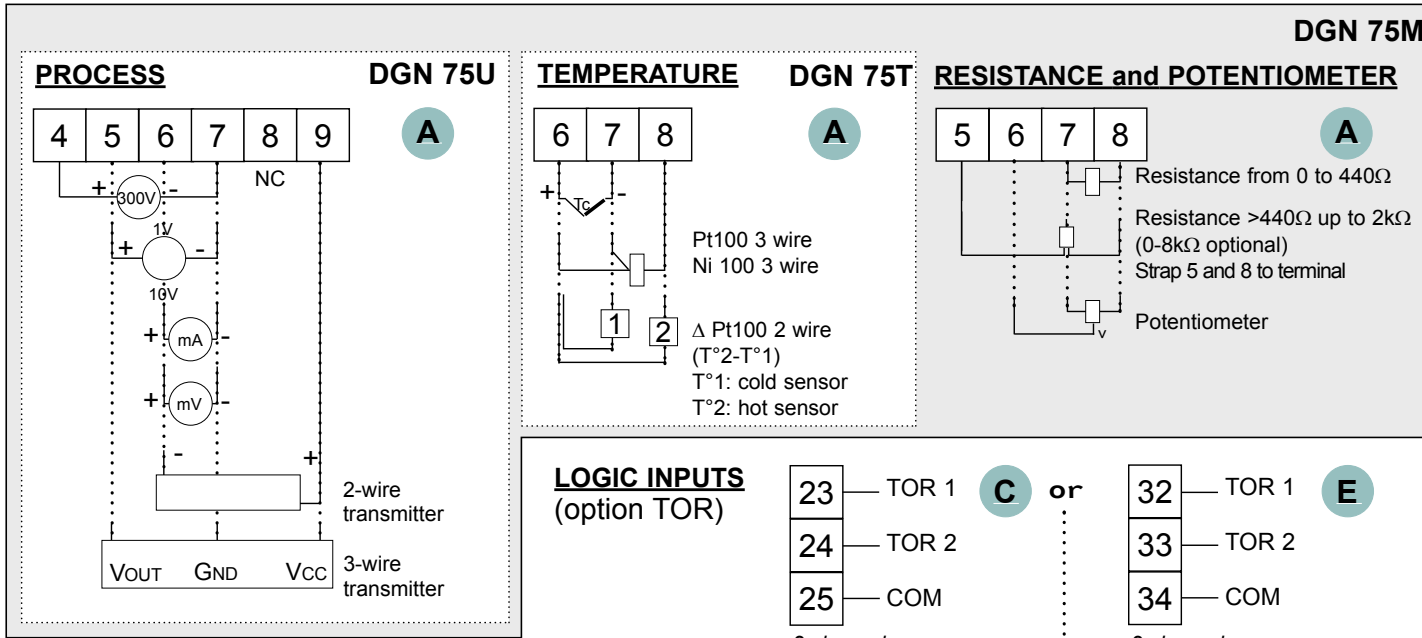 DGN 75M
PROCESS DGN 75U
4 5 6 7 8 9 A
NC
+ 300V -
1V
+ -
10V
+ mA -
+ mV -
- +
2-wire
transmitter
VOUT GND VCC
3-wire
transmitter
TEMPERATURE DGN 75T
6 7 8 A
+ Tc -
Pt100 3 wire
Ni 100 3 wire
1 2
Δ Pt100 2 wire
(T°2-T°1)
T°1: cold sensor
T°2: hot sensor
RESISTANCE and POTENTIOMETER
5 6 7 8 A
Resistance from 0 to 440Ω
Resistance >440Ω up to 2kΩ
(0-8kΩ optional)
Strap 5 and 8 to terminal
Potentiometer
v
LOGIC INPUTS
(option TOR)
23 TOR 1 C
24 TOR 2
25 COM
or
32 TOR 1 E
33 TOR 2
34 COM